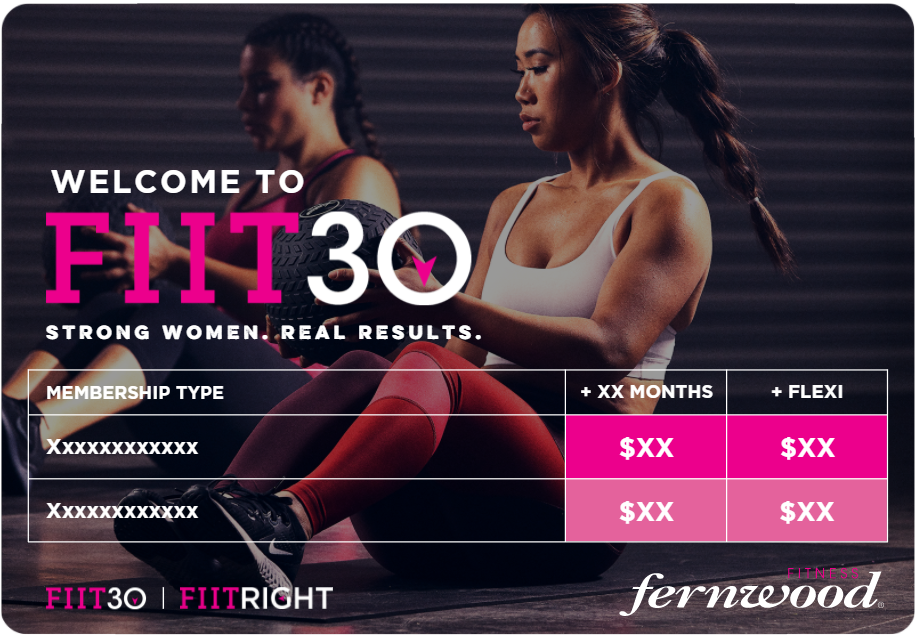 WELCOME TO
FIIT30
STRONG WOMEN. REAL RESULTS.
MEMBERSHIP TYPE + XX MONTHS + FLEXI
Xxxxxxxxxxxx $XX $XX
Xxxxxxxxxxxx $XX $XX
FIIT30 | FIITRIGHT
FITNESS
fernwood®